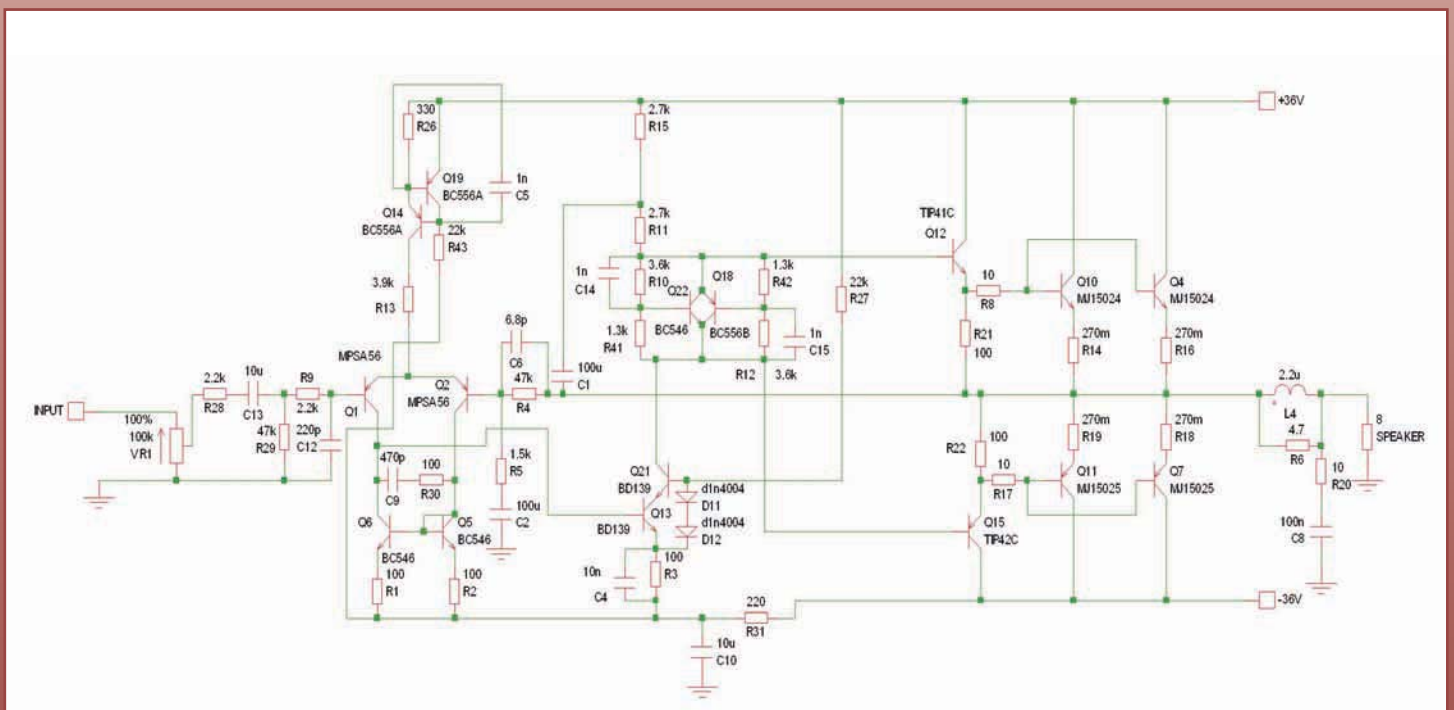 330
R26
2.7k
R15
+36V
Q19
BC556A
1n
C5
Q14
BC556A
22k
R43
2.7k
R11
TIP41C
Q12
3.9k
R13
1n
C14
3.6k
R10
Q18
Q22
1.3k
R42
22k
R27
10
R8
Q10
MJ15024
Q4
MJ15024
1.3k
R41
BC546
BC556B
1n
C15
R21
100
270m
R14
270m
R16
6.8p
C6
MPSA56
100u
C1
R12
3.6k
10u
C13
R9
2.2k
R28
2.2k
Q1
Q2
MPSA56
47k
R4
2.2u
L4
INPUT
100%
100k
VR1
47k
R29
220p
C12
4.7
R6
8
SPEAKER
R22
100
270m
R19
270m
R18
470p
C9
100
R30
1.5k
R5
Q21
BD139
d1n4004
D11
10
R17
Q11
MJ15025
Q7
MJ15025
10
R20
100u
C2
Q13
BD139
d1n4004
D12
Q6
BC546
Q5
BC546
Q15
TIP42C
100n
C8
100
R1
100
R2
10n
C4
100
R3
220
R31
-36V
10u
C10